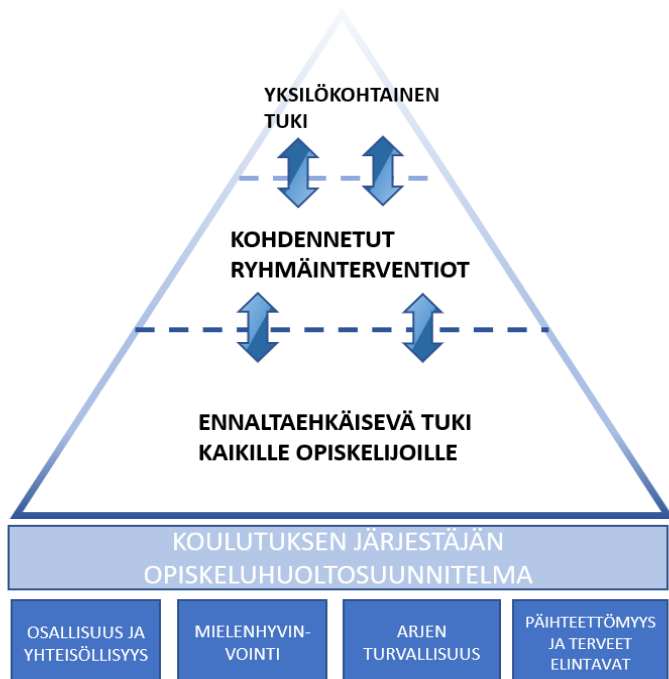 YKSILÖKOHTAINEN
TUKI
KOHDENNETUT
RYHMÄINTERVENTIOT
ENNALTAEHKÄISEVÄ TUKI
KAIKILLE OPISKELIJOILLE
KOULUTUKSEN JÄRJESTÄJÄN
OPISKELUHUOLTOSUUNNITELMA
OSALLISUUS JA
YHTEISÖLLISYYS
MIELENHYVIN-
VOINTI
ARJEN
TURVALLISUUS
PÄIHTEETTÖMYYS
JA TERVEET
ELINTAVAT